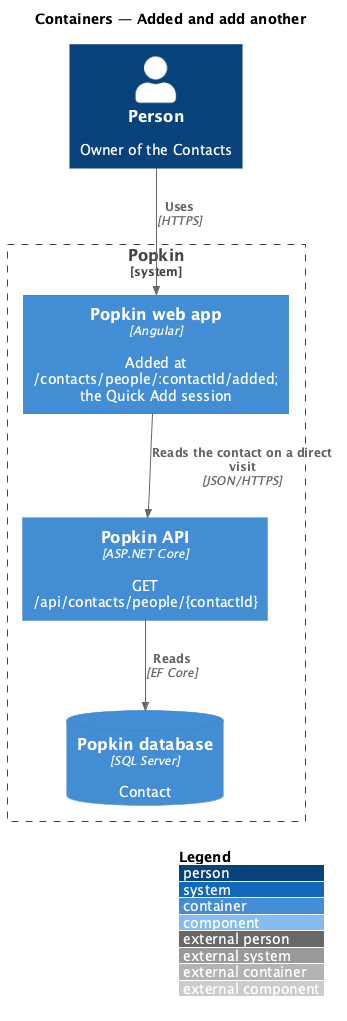 Containers — Added and add another
Person
Owner of the Contacts
Uses
[HTTPS]
Popkin
[system]
Popkin web app
[Angular]
Added at
/contacts/people/:contactId/added;
the Quick Add session
Reads the contact on a direct
visit
[JSON/HTTPS]
Popkin API
[ASP.NET Core]
GET
/api/contacts/people/{contactId}
Reads
[EF Core]
Popkin database
[SQL Server]
Contact
Legend
person
system
container
component
external person
external system
external container
external component